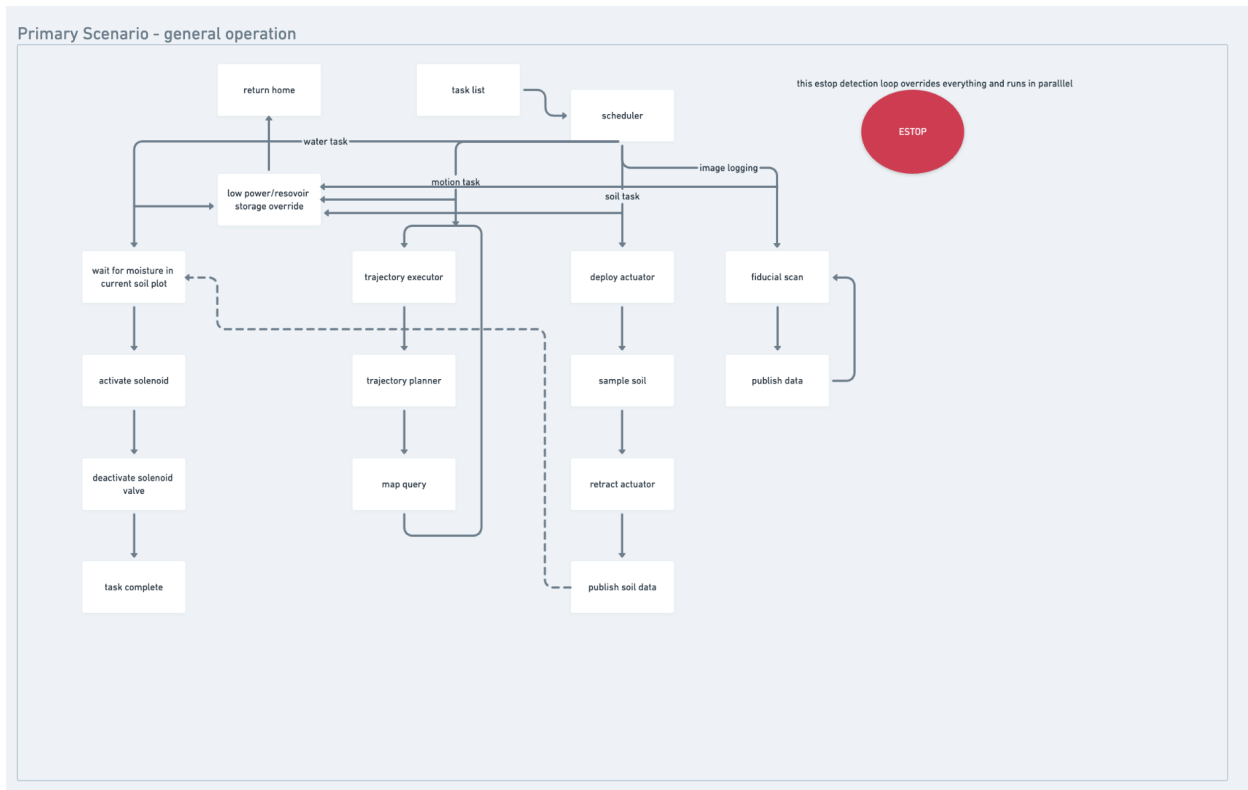 Primary Scenario - general operation
return home
task list
scheduler
this estop detection loop overrides everything and runs in paralllel
ESTOP
water task
image logging
motion task
soil task
low power/resovoir
storage override
wait for moisture in
current soil plot
trajectory executor
deploy actuator
fiducial scan
activate solenoid
trajectory planner
sample soil
publish data
deactivate solenoid
valve
map query
retract actuator
task complete
publish soil data